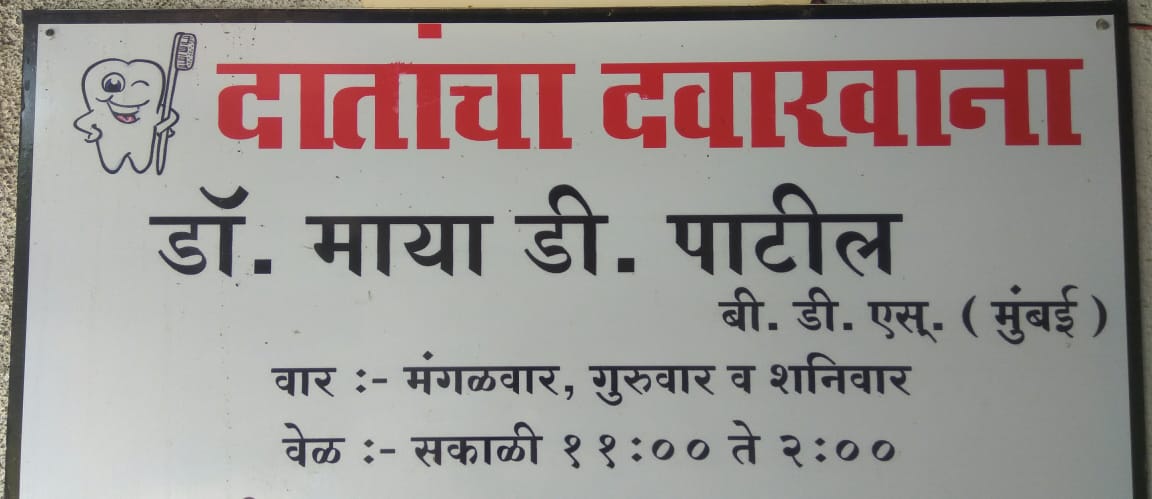 दातांचा दवाखाना
डॉ. माया डी. पाटील
बी. डी. एस्. ( मुंबई )
वार :- मंगळवार, गुरुवार व शनिवार
वेळ :- सकाळी ११:०० ते २:००